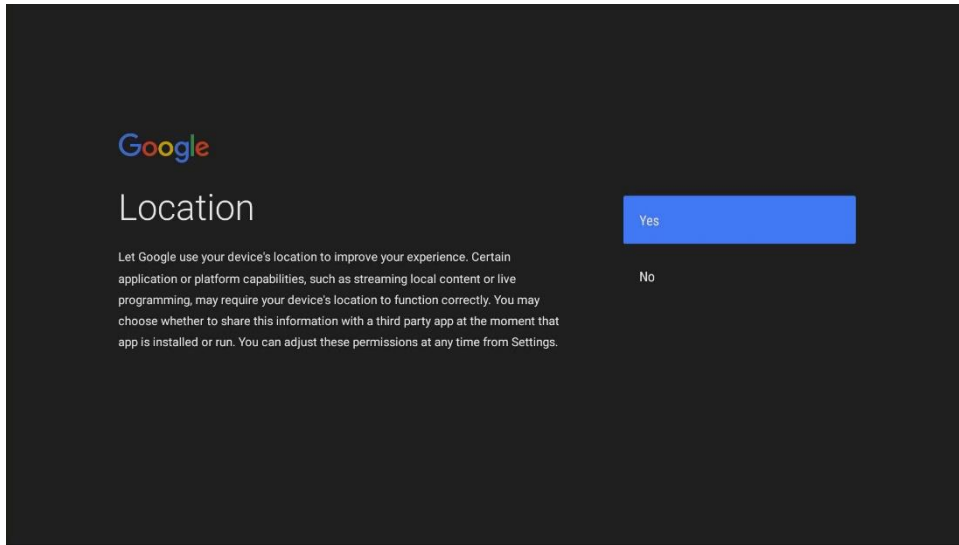 Google
Location
Let Google use your device's location to improve your experience. Certain
application or platform capabilities, such as streaming local content or live
programming, may require your device's location to function correctly. You may
choose whether to share this information with a third party app at the moment that
app is installed or run. You can adjust these permissions at any time from Settings.
Yes
No